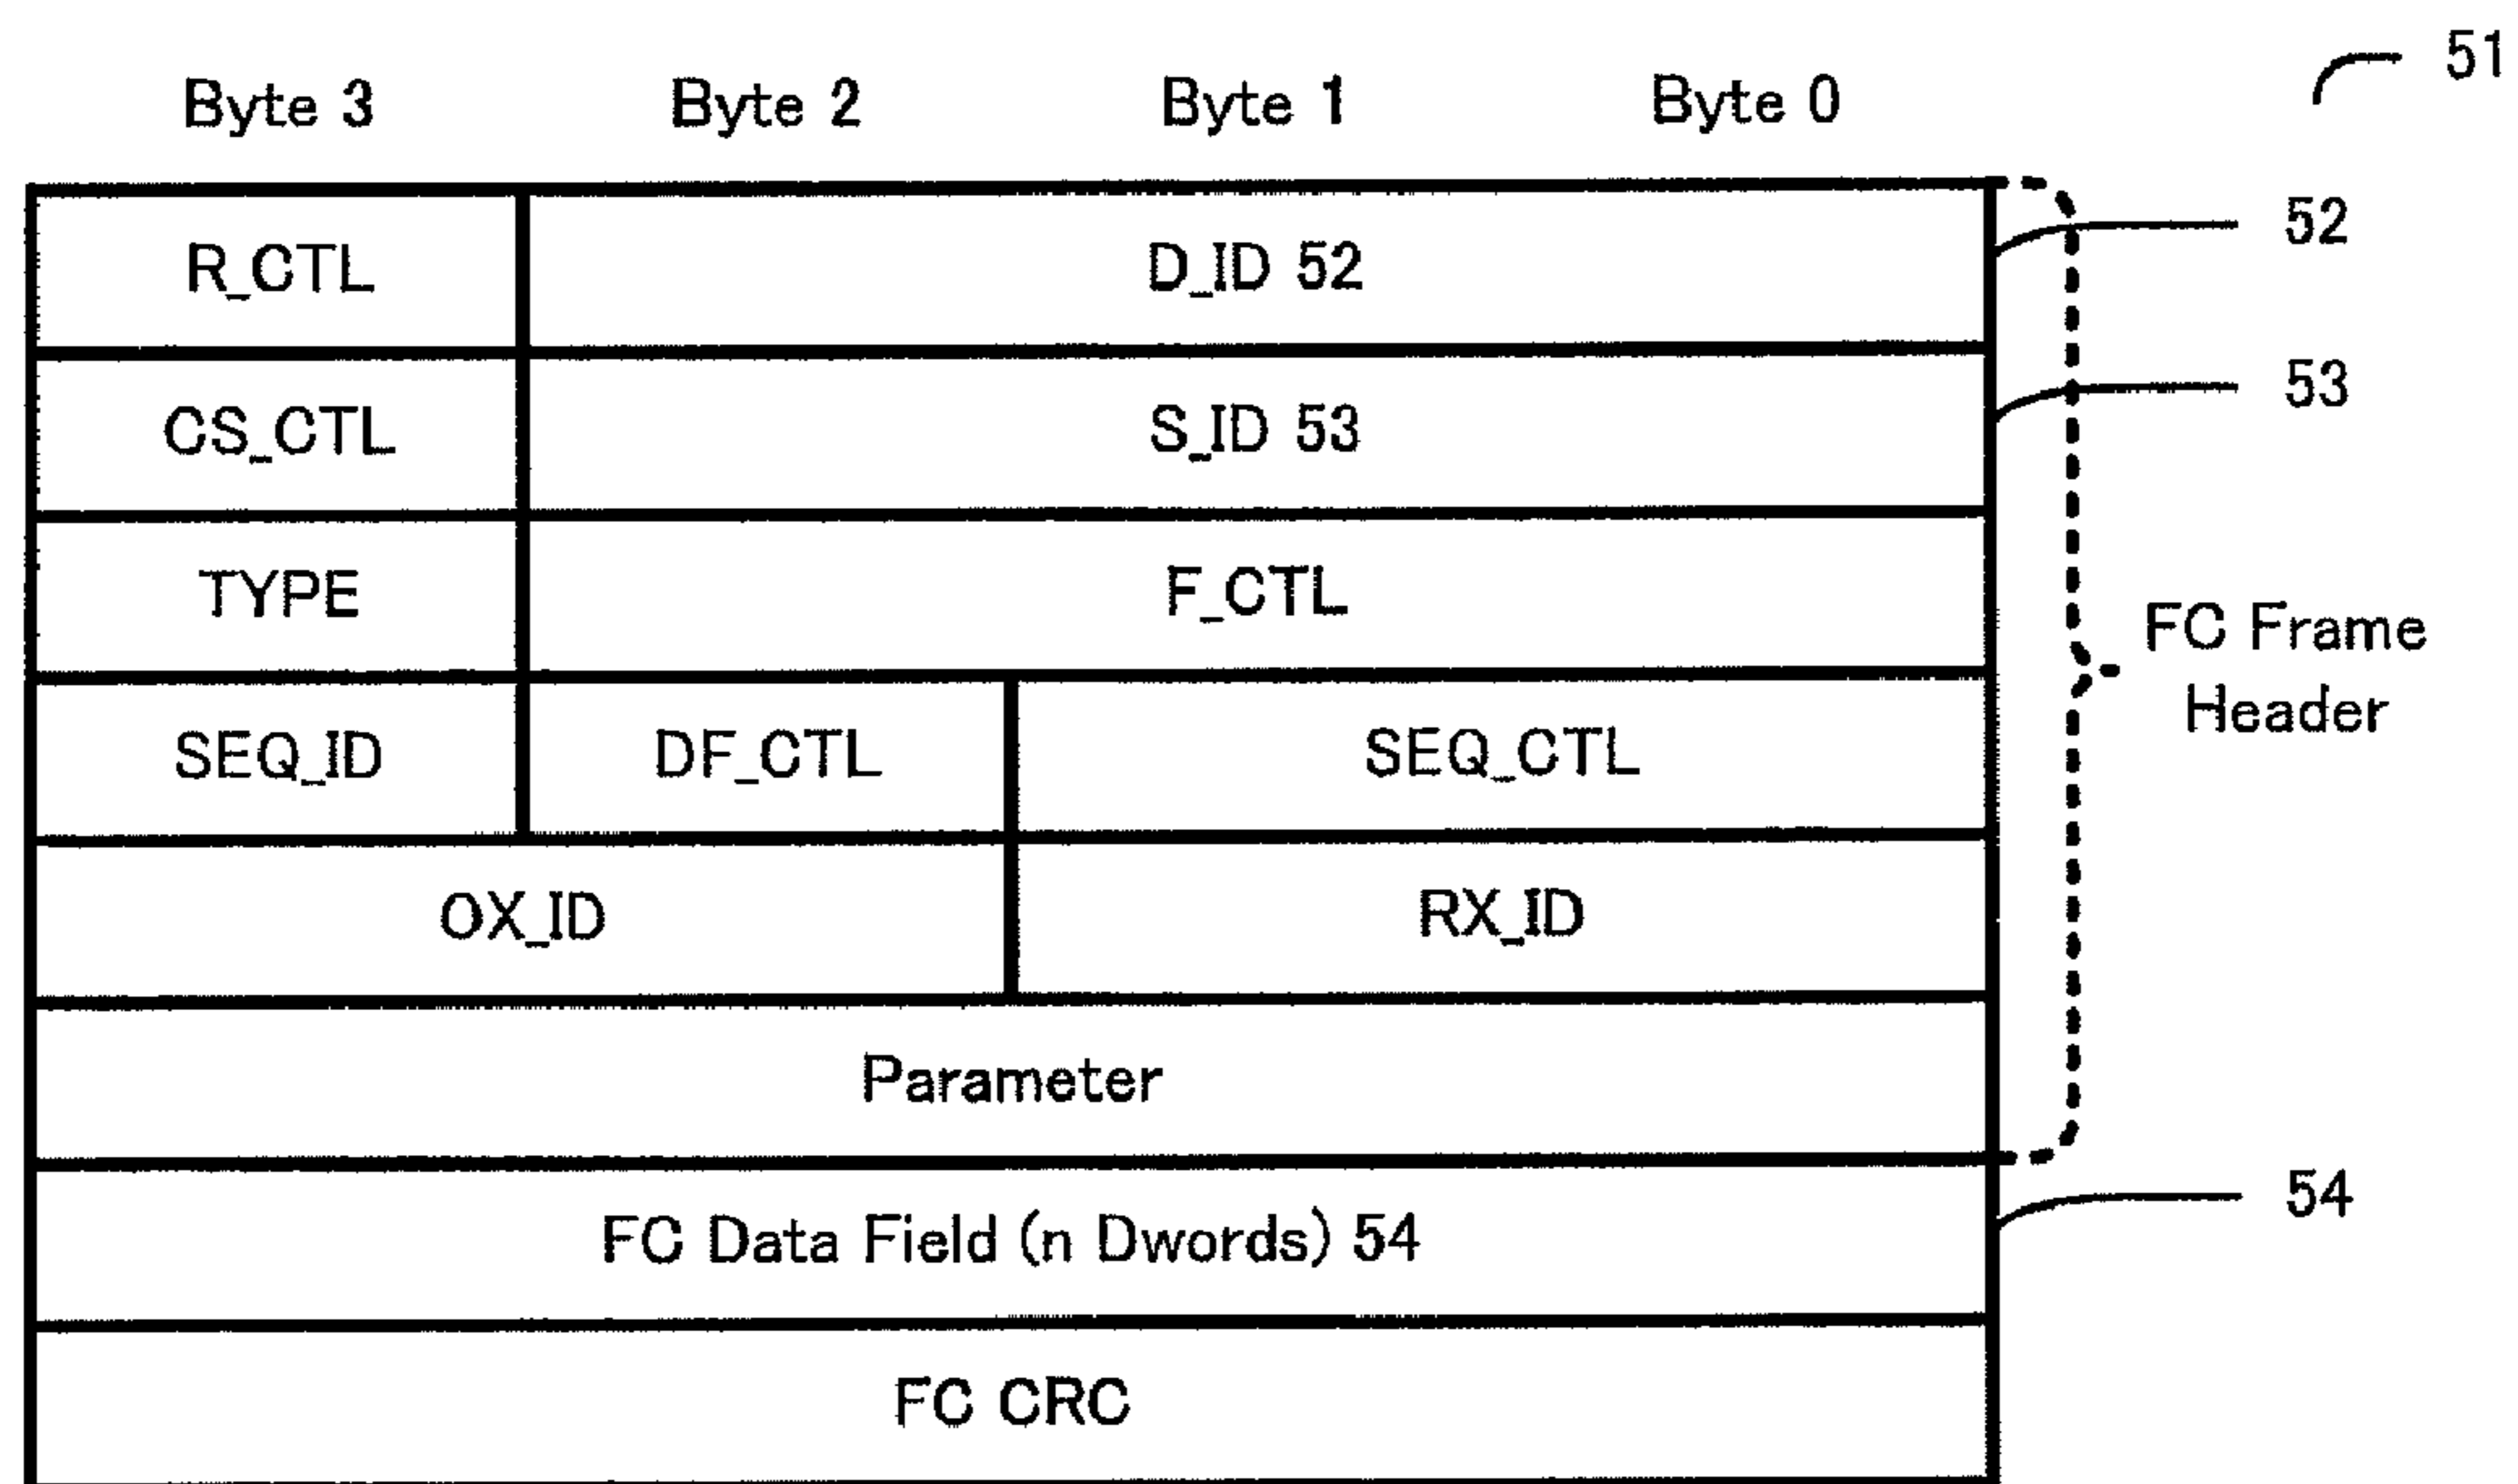 51
Byte 3 Byte 2 Byte 1 Byte 0
R_CTL D_ID 52 52
CS_CTL S_ID 53 53
TYPE F_CTL
FC Frame
Header
SEQ_ID DF_CTL SEQ_CTL
OX_ID RX_ID
Parameter
FC Data Field (n Dwords) 54 54
FC CRC